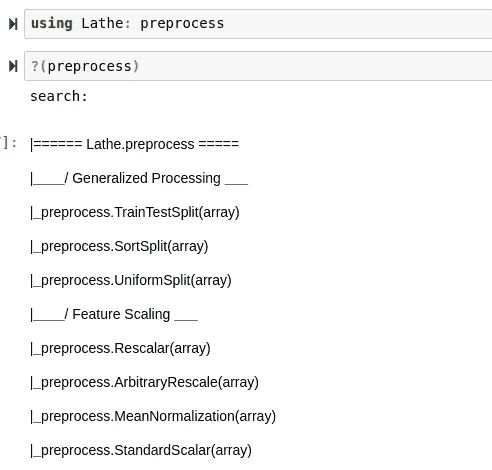 using Lathe: preprocess
?(preprocess)
search:
]:
|====== Lathe.preprocess =====
|____/ Generalized Processing ___
|_preprocess.TrainTestSplit(array)
|_preprocess.SortSplit(array)
|_preprocess.UniformSplit(array)
|____/ Feature Scaling ___
|_preprocess.Rescalar(array)
|_preprocess.ArbitraryRescale(array)
|_preprocess.MeanNormalization(array)
|_preprocess.StandardScalar(array)